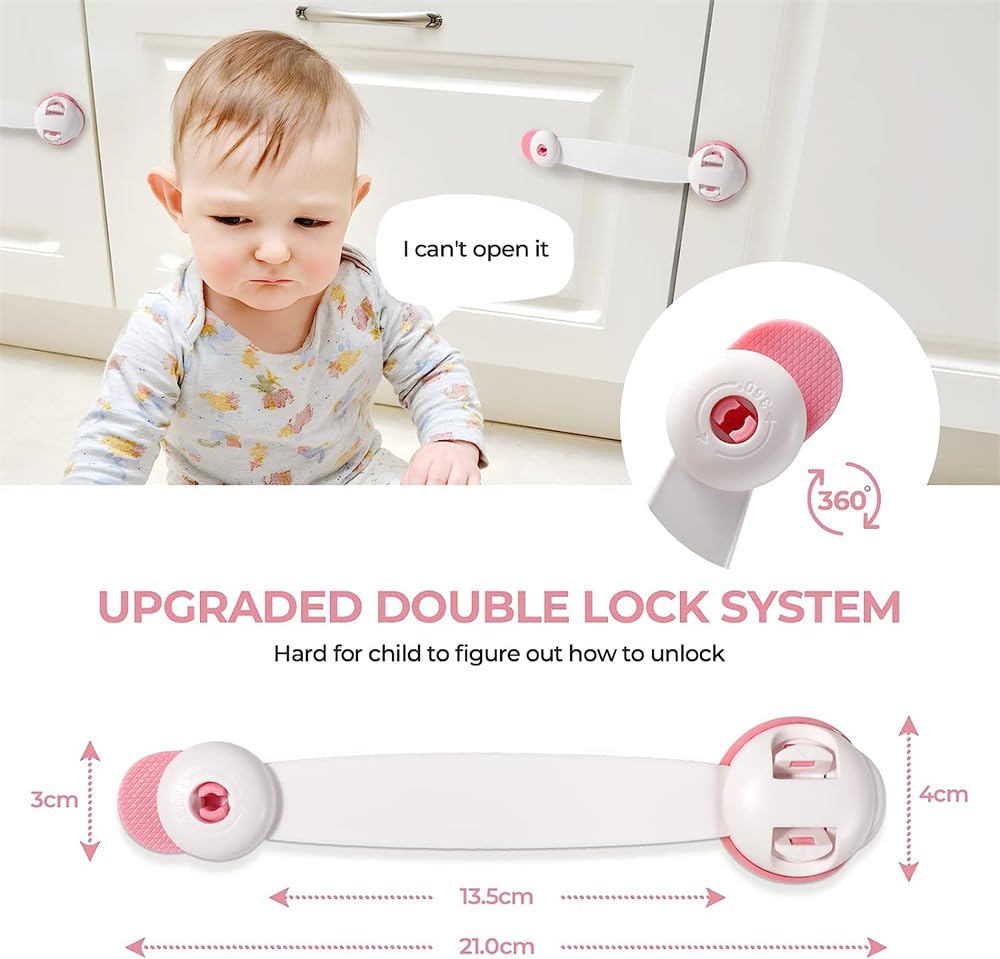 I can't open it
360°
360°
UPGRADED DOUBLE LOCK SYSTEM
Hard for child to figure out how to unlock
3cm
4cm
13.5cm
21.0cm